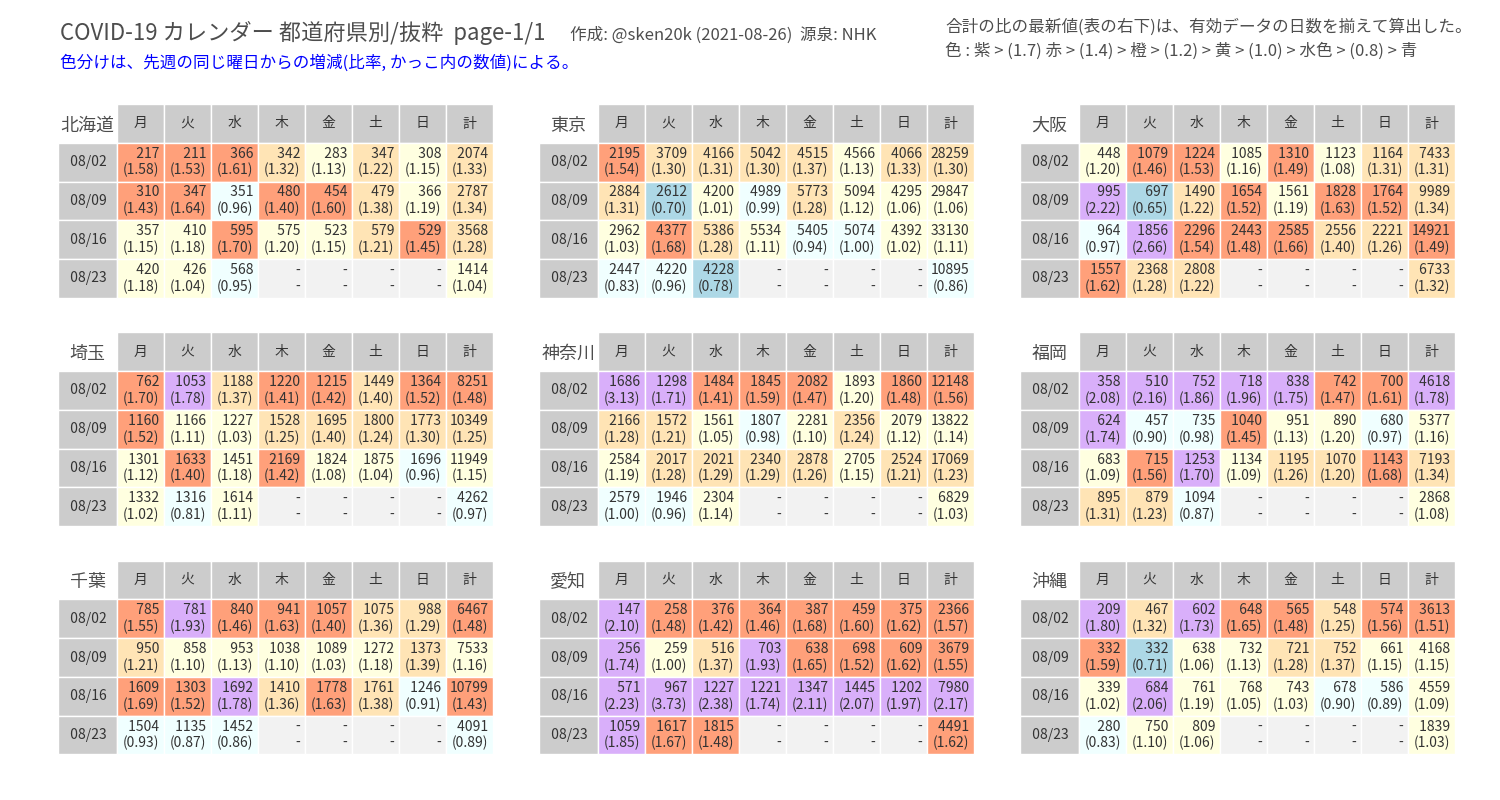 COVID-19 カレンダー 都道府県別/抜粋 page-1/1 作成: @sken20k (2021-08-26) 源泉: NHK
色分けは、先週の同じ曜日からの増減(比率, かっこ内の数値)による。
合計の比の最新値(表の右下)は、有効データの日数を揃えて算出した。
色 : 紫 > (1.7) 赤 > (1.4) > 橙 > (1.2) > 黄 > (1.0) > 水色 > (0.8) > 青
北海道 月 火 水 木 金 土 日 計
08/02 217 211 366 342 283 347 308 2074
(1.58) (1.53) (1.61) (1.32) (1.13) (1.22) (1.15) (1.33)
08/09 310 347 351 480 454 479 366 2787
(1.43) (1.64) (0.96) (1.40) (1.60) (1.38) (1.19) (1.34)
08/16 357 410 595 575 523 579 529 3568
(1.15) (1.18) (1.70) (1.20) (1.15) (1.21) (1.45) (1.28)
08/23 420 426 568 - - - - 1414
(1.18) (1.04) (0.95) - - - - (1.04)
東京 月 火 水 木 金 土 日 計
08/02 2195 3709 4166 5042 4515 4566 4066 28259
(1.54) (1.30) (1.31) (1.30) (1.37) (1.13) (1.33) (1.30)
08/09 2884 2612 4200 4989 5773 5094 4295 29847
(1.31) (0.70) (1.01) (0.99) (1.28) (1.12) (1.06) (1.06)
08/16 2962 4377 5386 5534 5405 5074 4392 33130
(1.03) (1.68) (1.28) (1.11) (0.94) (1.00) (1.02) (1.11)
08/23 2447 4220 4228 - - - - 10895
(0.83) (0.96) (0.78) - - - - (0.86)
大阪 月 火 水 木 金 土 日 計
08/02 448 1079 1224 1085 1310 1123 1164 7433
(1.20) (1.46) (1.53) (1.16) (1.49) (1.08) (1.31) (1.31)
08/09 995 697 1490 1654 1561 1828 1764 9989
(2.22) (0.65) (1.22) (1.52) (1.19) (1.63) (1.52) (1.34)
08/16 964 1856 2296 2443 2585 2556 2221 14921
(0.97) (2.66) (1.54) (1.48) (1.66) (1.40) (1.26) (1.49)
08/23 1557 2368 2808 - - - - 6733
(1.62) (1.28) (1.22) - - - - (1.32)
埼玉 月 火 水 木 金 土 日 計
08/02 762 1053 1188 1220 1215 1449 1364 8251
(1.70) (1.78) (1.37) (1.41) (1.42) (1.40) (1.52) (1.48)
08/09 1160 1166 1227 1528 1695 1800 1773 10349
(1.52) (1.11) (1.03) (1.25) (1.40) (1.24) (1.30) (1.25)
08/16 1301 1633 1451 2169 1824 1875 1696 11949
(1.12) (1.40) (1.18) (1.42) (1.08) (1.04) (0.96) (1.15)
08/23 1332 1316 1614 - - - - 4262
(1.02) (0.81) (1.11) - - - - (0.97)
神奈川 月 火 水 木 金 土 日 計
08/02 1686 1298 1484 1845 2082 1893 1860 12148
(3.13) (1.71) (1.41) (1.59) (1.47) (1.20) (1.48) (1.56)
08/09 2166 1572 1561 1807 2281 2356 2079 13822
(1.28) (1.21) (1.05) (0.98) (1.10) (1.24) (1.12) (1.14)
08/16 2584 2017 2021 2340 2878 2705 2524 17069
(1.19) (1.28) (1.29) (1.29) (1.26) (1.15) (1.21) (1.23)
08/23 2579 1946 2304 - - - - 6829
(1.00) (0.96) (1.14) - - - - (1.03)
福岡 月 火 水 木 金 土 日 計
08/02 358 510 752 718 838 742 700 4618
(2.08) (2.16) (1.86) (1.96) (1.75) (1.47) (1.61) (1.78)
08/09 624 457 735 1040 951 890 680 5377
(1.74) (0.90) (0.98) (1.45) (1.13) (1.20) (0.97) (1.16)
08/16 683 715 1253 1134 1195 1070 1143 7193
(1.09) (1.56) (1.70) (1.09) (1.26) (1.20) (1.68) (1.34)
08/23 895 879 1094 - - - - 2868
(1.31) (1.23) (0.87) - - - - (1.08)
千葉 月 火 水 木 金 土 日 計
08/02 785 781 840 941 1057 1075 988 6467
(1.55) (1.93) (1.46) (1.63) (1.40) (1.36) (1.29) (1.48)
08/09 950 858 953 1038 1089 1272 1373 7533
(1.21) (1.10) (1.13) (1.10) (1.03) (1.18) (1.39) (1.16)
08/16 1609 1303 1692 1410 1778 1761 1246 10799
(1.69) (1.52) (1.78) (1.36) (1.63) (1.38) (0.91) (1.43)
08/23 1504 1135 1452 - - - - 4091
(0.93) (0.87) (0.86) - - - - (0.89)
愛知 月 火 水 木 金 土 日 計
08/02 147 258 376 364 387 459 375 2366
(2.10) (1.48) (1.42) (1.46) (1.68) (1.60) (1.62) (1.57)
08/09 256 259 516 703 638 698 609 3679
(1.74) (1.00) (1.37) (1.93) (1.65) (1.52) (1.62) (1.55)
08/16 571 967 1227 1221 1347 1445 1202 7980
(2.23) (3.73) (2.38) (1.74) (2.11) (2.07) (1.97) (2.17)
08/23 1059 1617 1815 - - - - 4491
(1.85) (1.67) (1.48) - - - - (1.62)
沖縄 月 火 水 木 金 土 日 計
08/02 209 467 602 648 565 548 574 3613
(1.80) (1.32) (1.73) (1.65) (1.48) (1.25) (1.56) (1.51)
08/09 332 332 638 732 721 752 661 4168
(1.59) (0.71) (1.06) (1.13) (1.28) (1.37) (1.15) (1.15)
08/16 339 684 761 768 743 678 586 4559
(1.02) (2.06) (1.19) (1.05) (1.03) (0.90) (0.89) (1.09)
08/23 280 750 809 - - - - 1839
(0.83) (1.10) (1.06) - - - - (1.03)